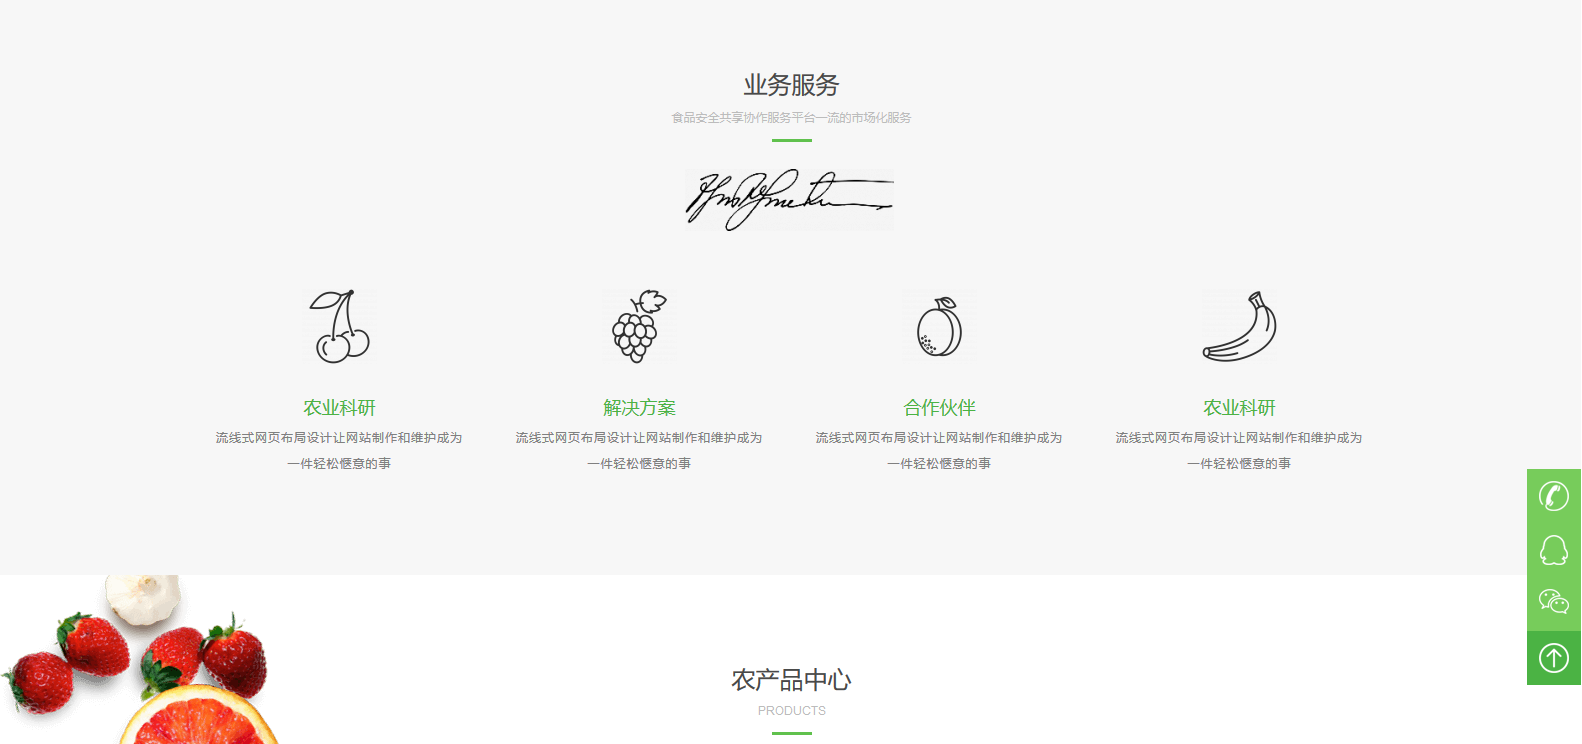 业务服务
食品安全共享协作服务平台一流的市场化服务
农业科研
流线式网页布局设计让网站制作和维护成为
一件轻松惬意的事
解决方案
流线式网页布局设计让网站制作和维护成为
一件轻松惬意的事
合作伙伴
流线式网页布局设计让网站制作和维护成为
一件轻松惬意的事
农业科研
流线式网页布局设计让网站制作和维护成为
一件轻松惬意的事
农产品中心
PRODUCTS